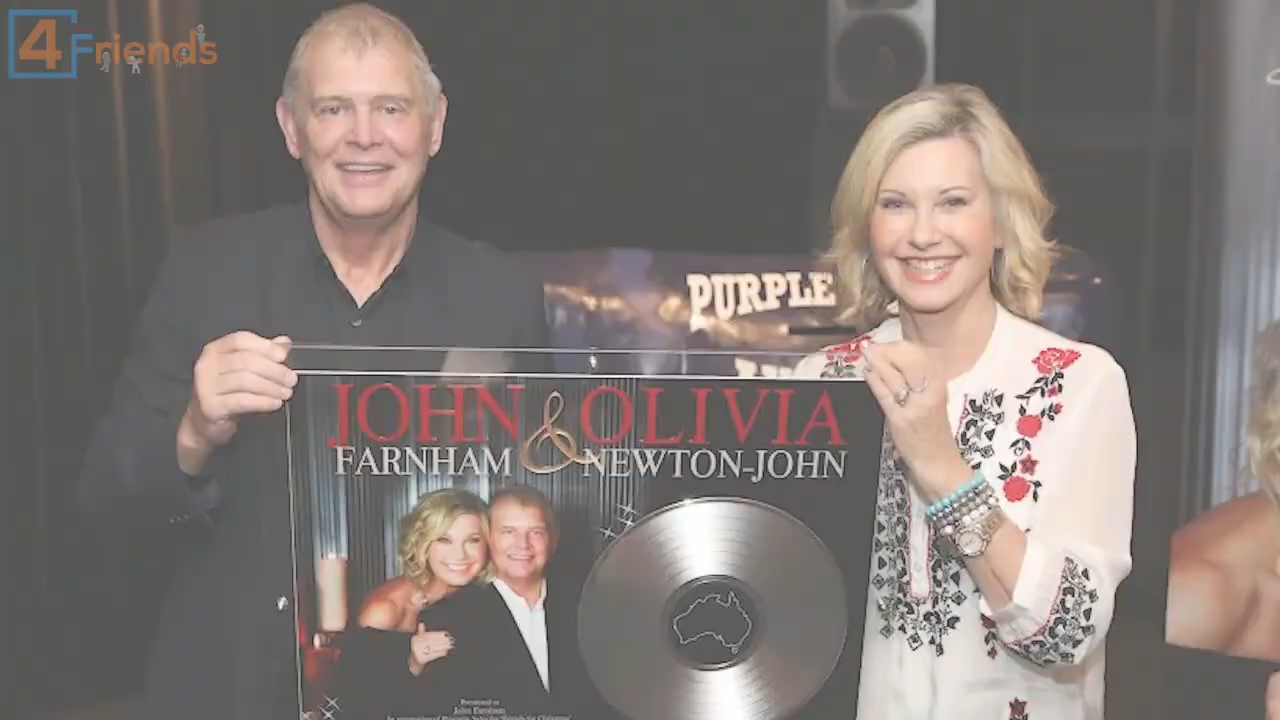 4Friends
PURPLE
JOHN & OLIVIA
FARNHAM NEWTON-JOHN
Presented to
John Farnham